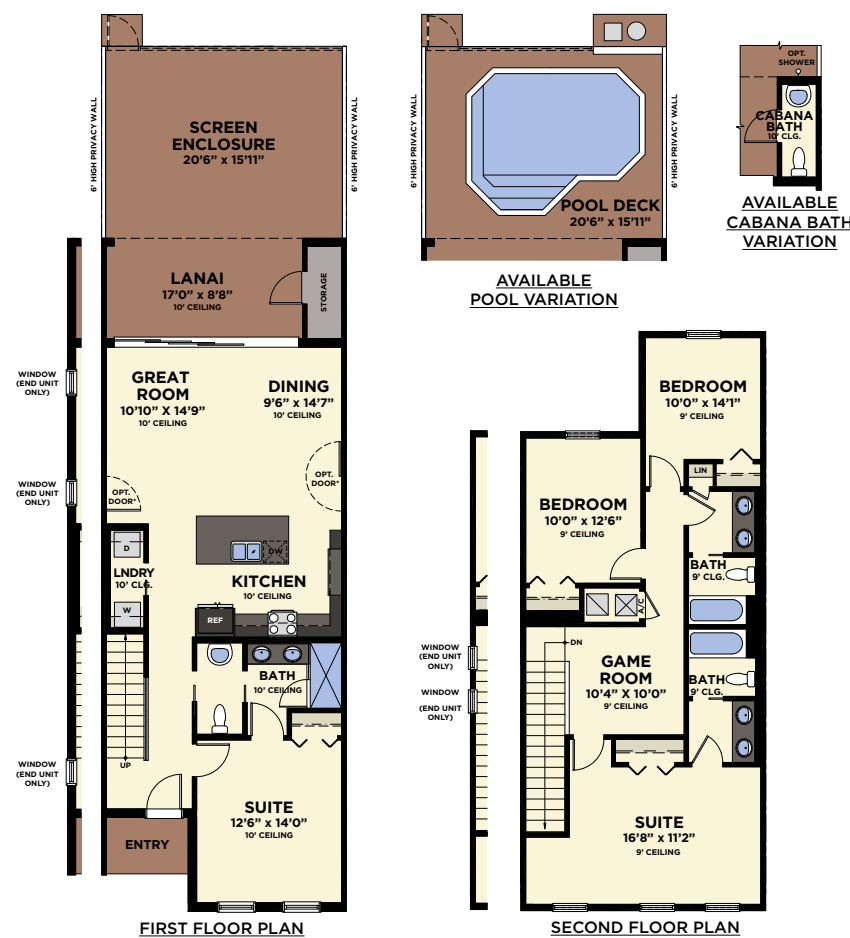 6' HIGH PRIVACY WALL
SCREEN
ENCLOSURE
20'6" x 15'11"
6' HIGH PRIVACY WALL
LANAI
17'0" x 8'8"
10' CEILING
STORAGE
WINDOW
(END UNIT
ONLY)
GREAT
ROOM
10'10" X 14'9"
10' CEILING
DINING
9'6" x 14'7"
10' CEILING
WINDOW
(END UNIT
ONLY)
OPT.
DOOR*
OPT.
DOOR*
D
LNDRY
10' CLG.
W
DW
KITCHEN
10' CEILING
REF
BATH
10' CEILING
UP
WINDOW
(END UNIT
ONLY)
SUITE
12'6" x 14'0"
10' CEILING
ENTRY
FIRST FLOOR PLAN
6' HIGH PRIVACY WALL
POOL DECK
20'6" x 15'11"
6' HIGH PRIVACY WALL
AVAILABLE
POOL VARIATION
OPT.
SHOWER
CABANA
BATH
10' CLG.
AVAILABLE
CABANA BATH
VARIATION
BEDROOM
10'0" x 14'1"
9' CEILING
LIN
BEDROOM
10'0" x 12'6"
9' CEILING
BATH
9' CLG.
A/C
DN
WINDOW
(END UNIT
ONLY)
WINDOW
(END UNIT
ONLY)
GAME
ROOM
10'4" X 10'0"
9' CEILING
BATH
9' CLG.
SUITE
16'8" x 11'2"
9' CEILING
SECOND FLOOR PLAN